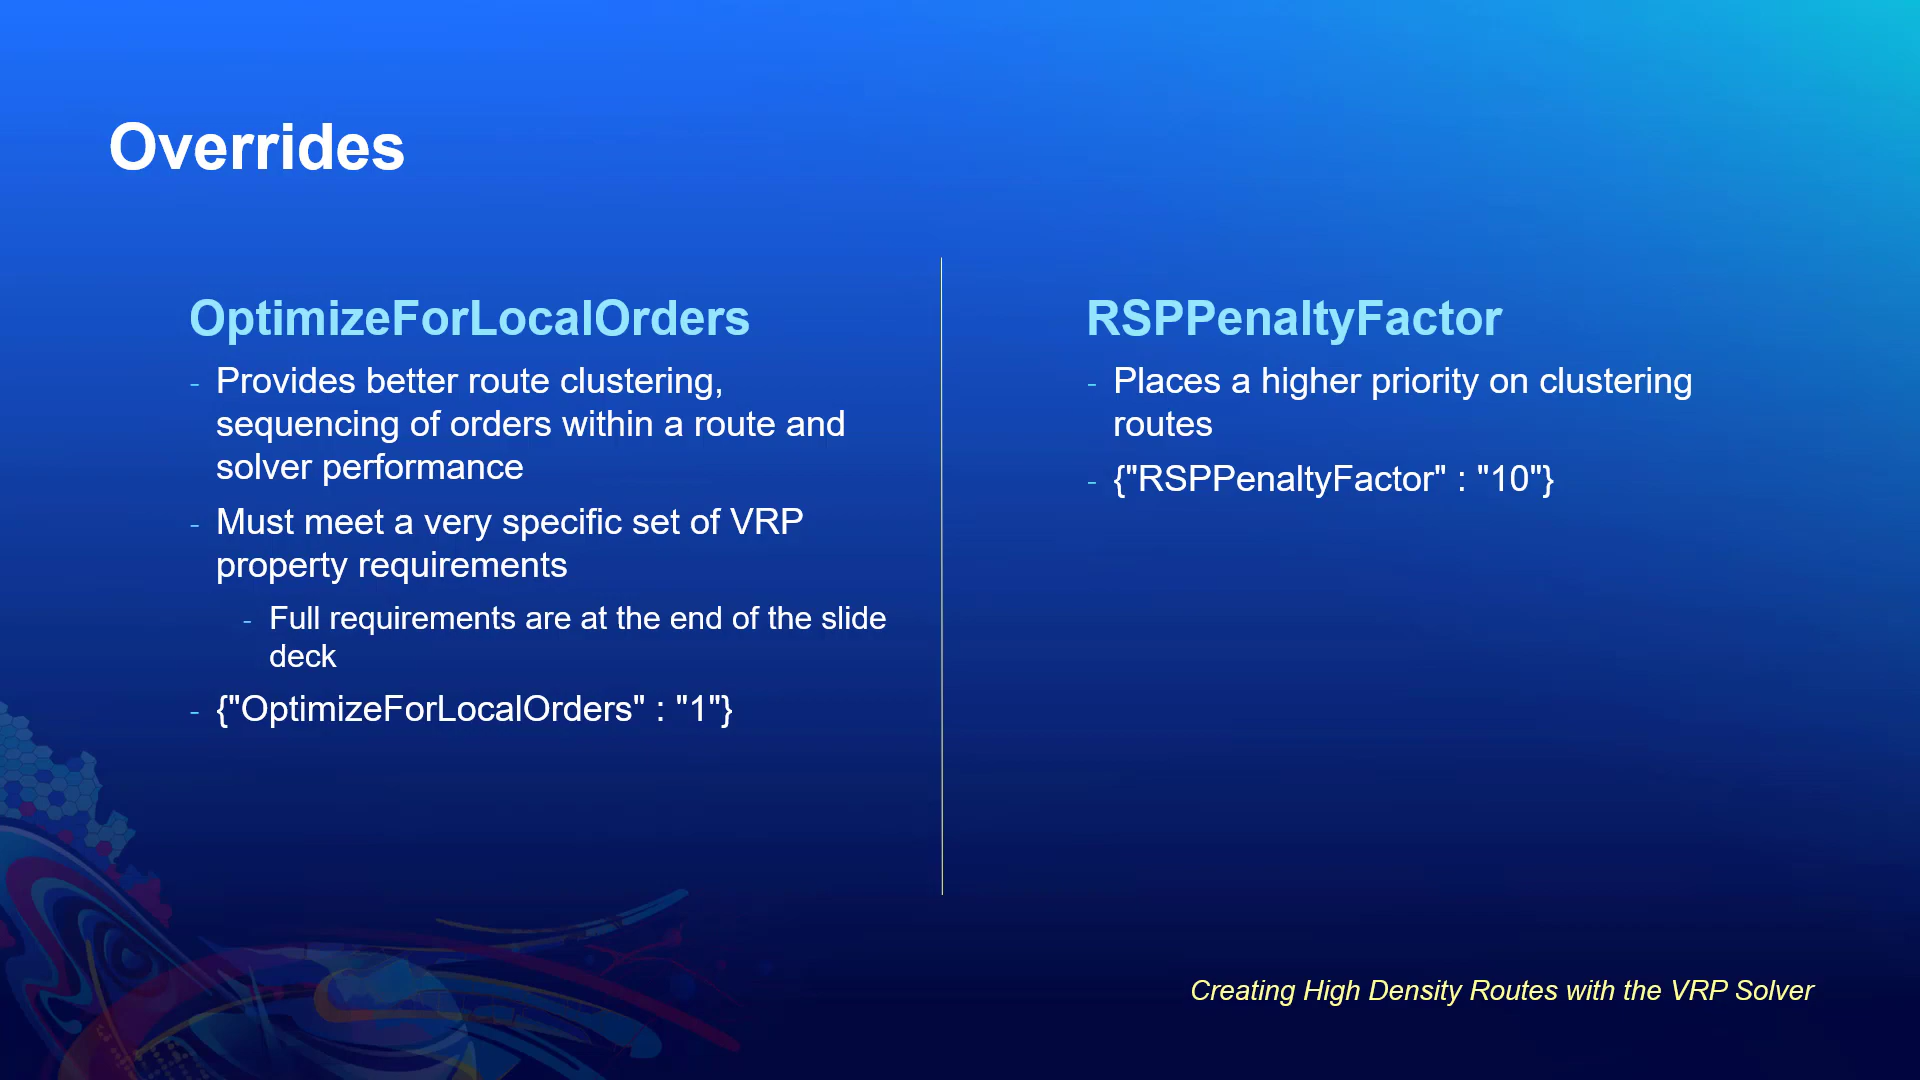 Overrides
OptimizeForLocalOrders
- Provides better route clustering,
sequencing of orders within a route and
solver performance
- Must meet a very specific set of VRP
property requirements
- Full requirements are at the end of the slide
deck
- {"OptimizeForLocalOrders" : "1"}
RSPPenaltyFactor
- Places a higher priority on clustering
routes
- {"RSPPenaltyFactor" : "10"}
Creating High Density Routes with the VRP Solver